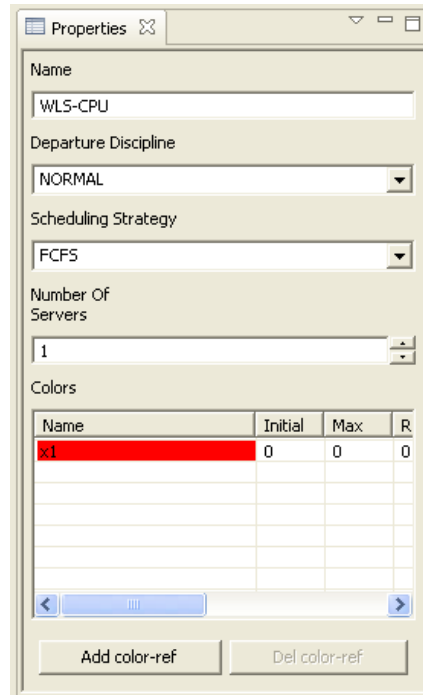 Properties
Name
WLS-CPU
Departure Discipline
NORMAL
Scheduling Strategy
FCFS
Number Of
Servers
1
Colors
Name Initial Max R
x1 0 0 0
Add color-ref Del color-ref